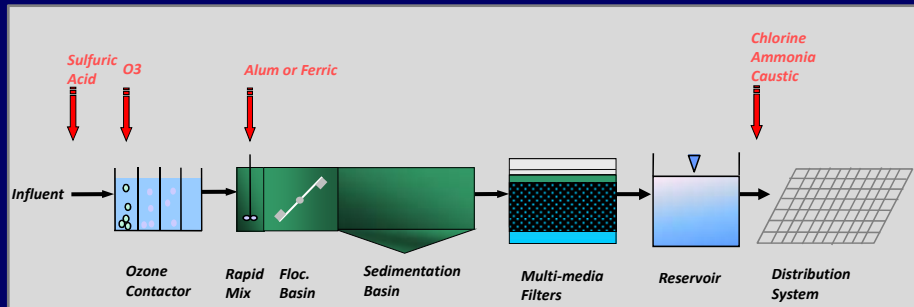 Sulfuric
Acid
O3
Alum or Ferric
Chlorine
Ammonia
Caustic
Influent
Ozone
Contactor
Rapid
Mix
Floc.
Basin
Sedimentation
Basin
Multi-media
Filters
Reservoir
Distribution
System